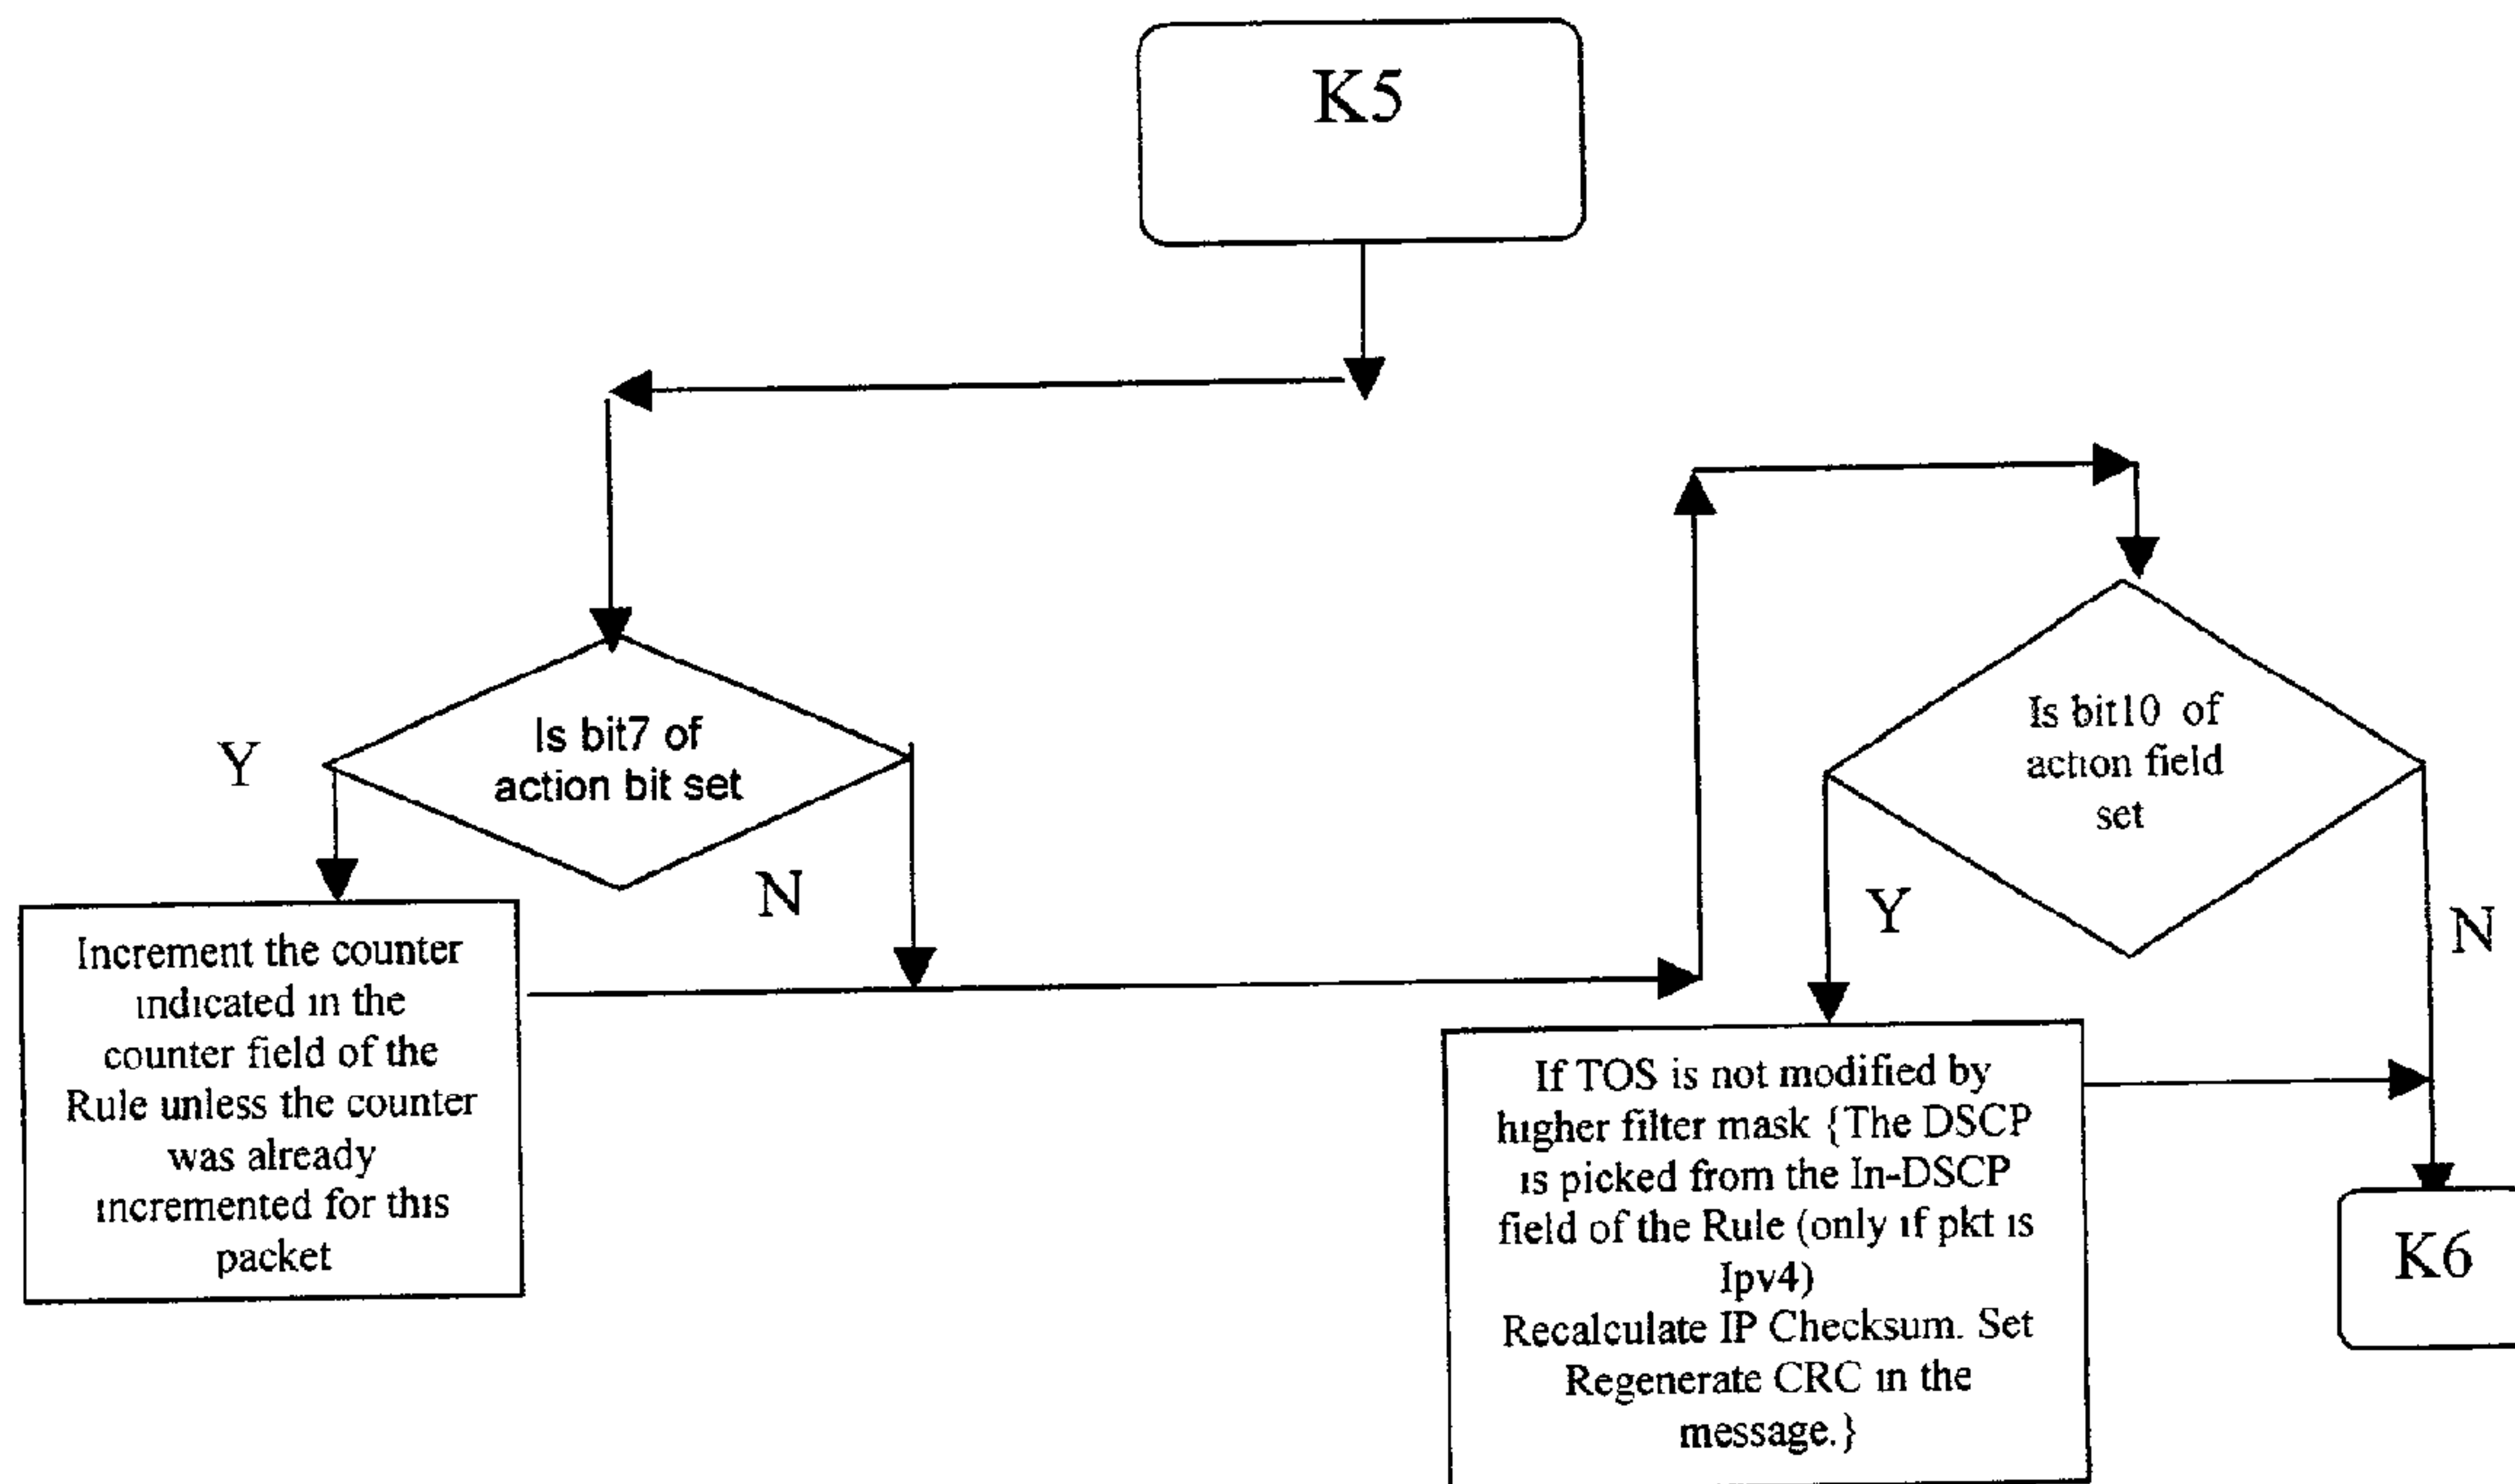 K5
Is bit7 of
action bit set
Y
N
Increment the counter
indicated in the
counter field of the
Rule unless the counter
was already
incremented for this
packet
Is bit10 of
action field
set
Y
N
If TOS is not modified by
higher filter mask {The DSCP
is picked from the In-DSCP
field of the Rule (only if pkt is
Ipv4)
Recalculate IP Checksum. Set
Regenerate CRC in the
message.}
K6